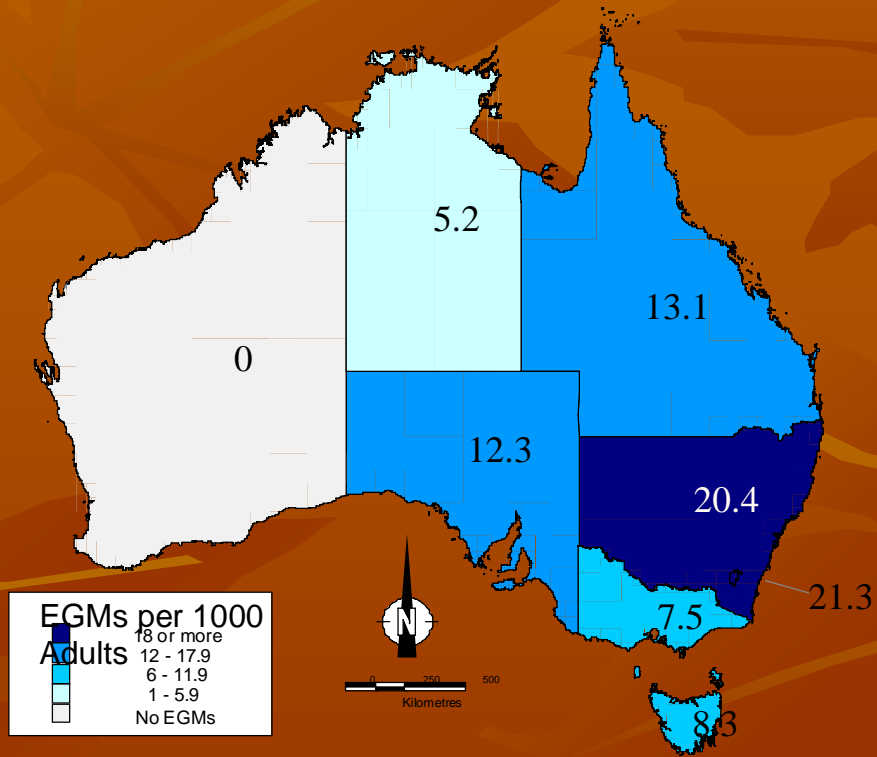 5.2
13.1
0
12.3
20.4
21.3
7.5
8.3
EGMs per 1000
Adults
18 or more
12 - 17.9
6 - 11.9
1 - 5.9
No EGMs
N
0 250 500
Kilometres